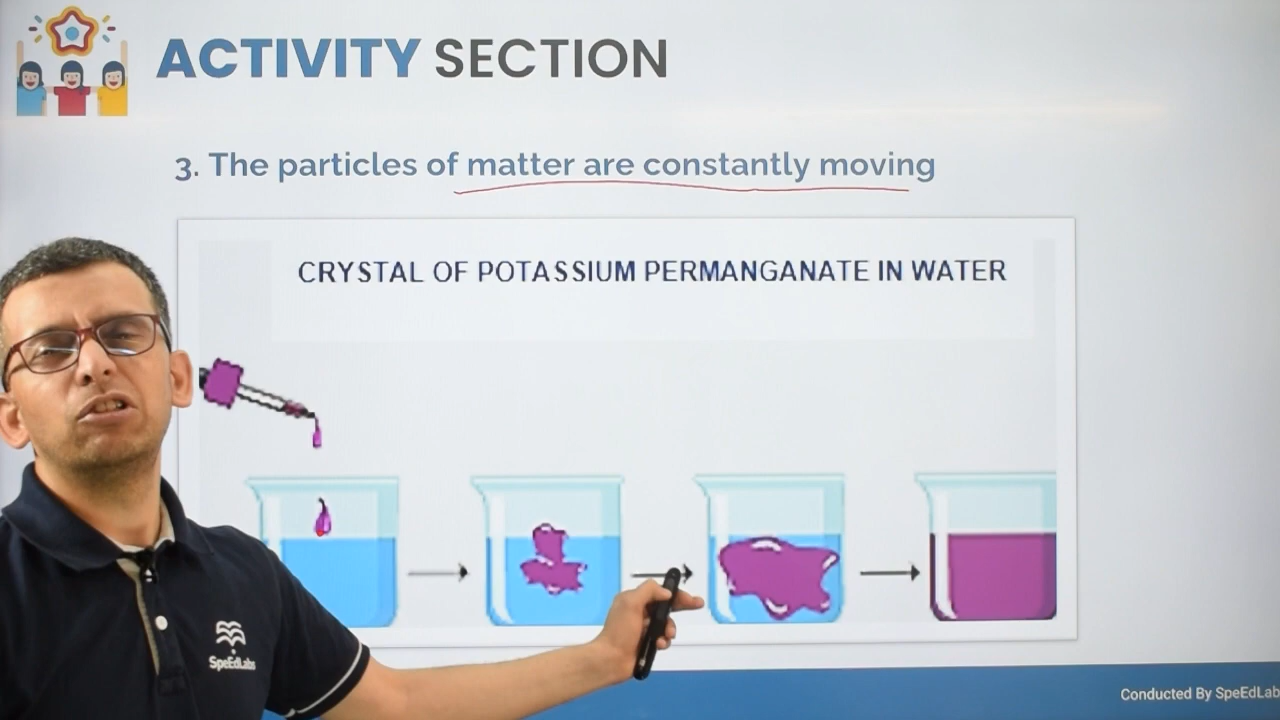 ACTIVITY SECTION
3. The particles of matter are constantly moving
CRYSTAL OF POTASSIUM PERMANGANATE IN WATER
SpeEdLabs
Conducted By SpeEdLab